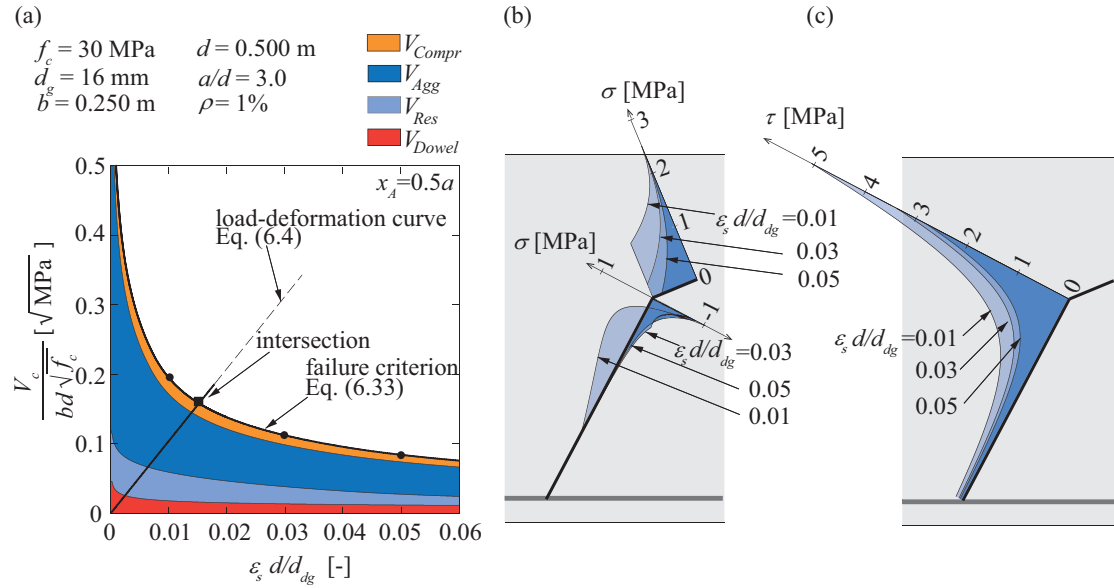 (a)
f_c = 30 MPa d = 0.500 m
d_g = 16 mm a/d = 3.0
b = 0.250 m ρ = 1%
V_Compr
V_Agg
V_Res
V_Dowel
x_A=0.5a
load-deformation curve
Eq. (6.4)
intersection
failure criterion
Eq. (6.33)
V_c / bd√f_c [√MPa]
0.5
0.4
0.3
0.2
0.1
0
0 0.01 0.02 0.03 0.04 0.05 0.06
ε_s d/d_dg [-]
(b)
σ [MPa]
3
2
1
0
ε_s d/d_dg=0.01
0.03
0.05
σ [MPa]
1
-1
ε_s d/d_dg=0.03
0.05
0.01
(c)
τ [MPa]
5
4
3
2
1
0
ε_s d/d_dg=0.01
0.03
0.05